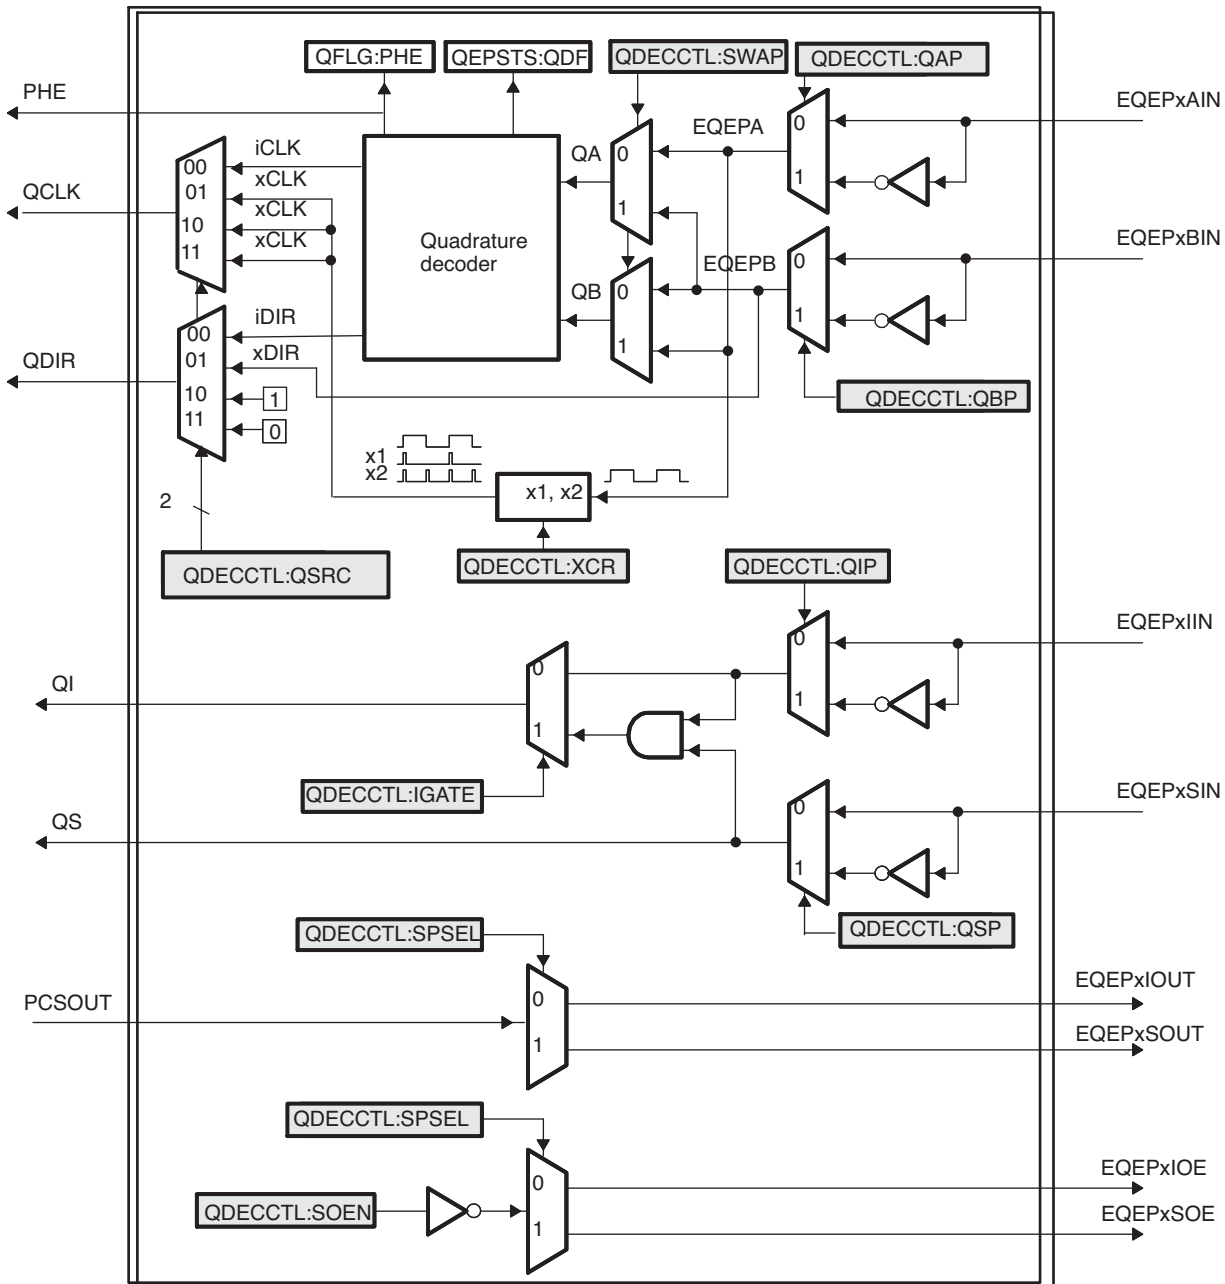 QFLG:PHE
QEPSTS:QDF
QDECCTL:SWAP
QDECCTL:QAP
PHE
EQEPxAIN
EQEPA
0
1
iCLK
QA
0
1
00
01
10
11
xCLK
xCLK
xCLK
QCLK
Quadrature
decoder
EQEPxBIN
EQEPB
0
1
QB
0
1
iDIR
00
01
10
11
xDIR
QDIR
1
0
QDECCTL:QBP
x1
x2
x1, x2
2
QDECCTL:QSRC
QDECCTL:XCR
QDECCTL:QIP
EQEPxIIN
0
1
0
1
QI
QDECCTL:IGATE
EQEPxSIN
0
1
QS
QDECCTL:QSP
QDECCTL:SPSEL
EQEPxIOUT
0
1
PCSOUT
EQEPxSOUT
QDECCTL:SPSEL
EQEPxIOE
0
1
QDECCTL:SOEN
EQEPxSOE